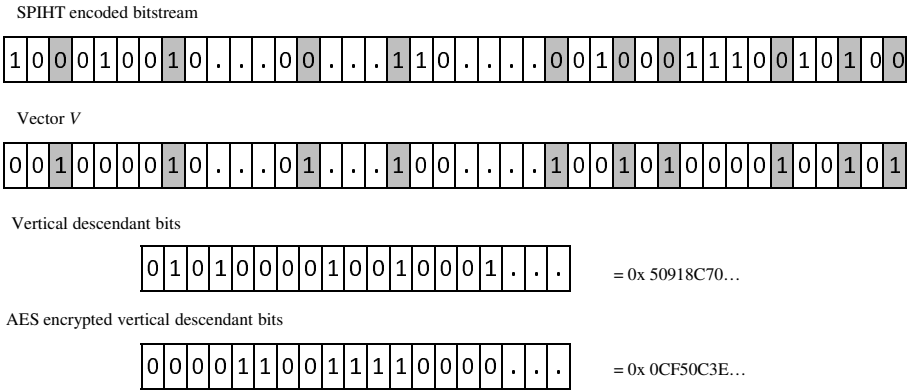 SPIHT encoded bitstream
1 0 0 0 1 0 0 1 0 . . . 0 0 . . . 1 1 0 . . . . 0 0 1 0 0 0 1 1 1 0 0 1 0 1 0 0
Vector V
0 0 1 0 0 0 0 1 0 . . . 0 1 . . . 1 0 0 . . . . 1 0 0 1 0 1 0 0 0 0 1 0 0 1 0 1
Vertical descendant bits
0 1 0 1 0 0 0 0 1 0 0 1 0 0 0 1 . . . = 0x 50918C70…
AES encrypted vertical descendant bits
0 0 0 0 1 1 0 0 1 1 1 1 0 0 0 0 . . . = 0x 0CF50C3E…